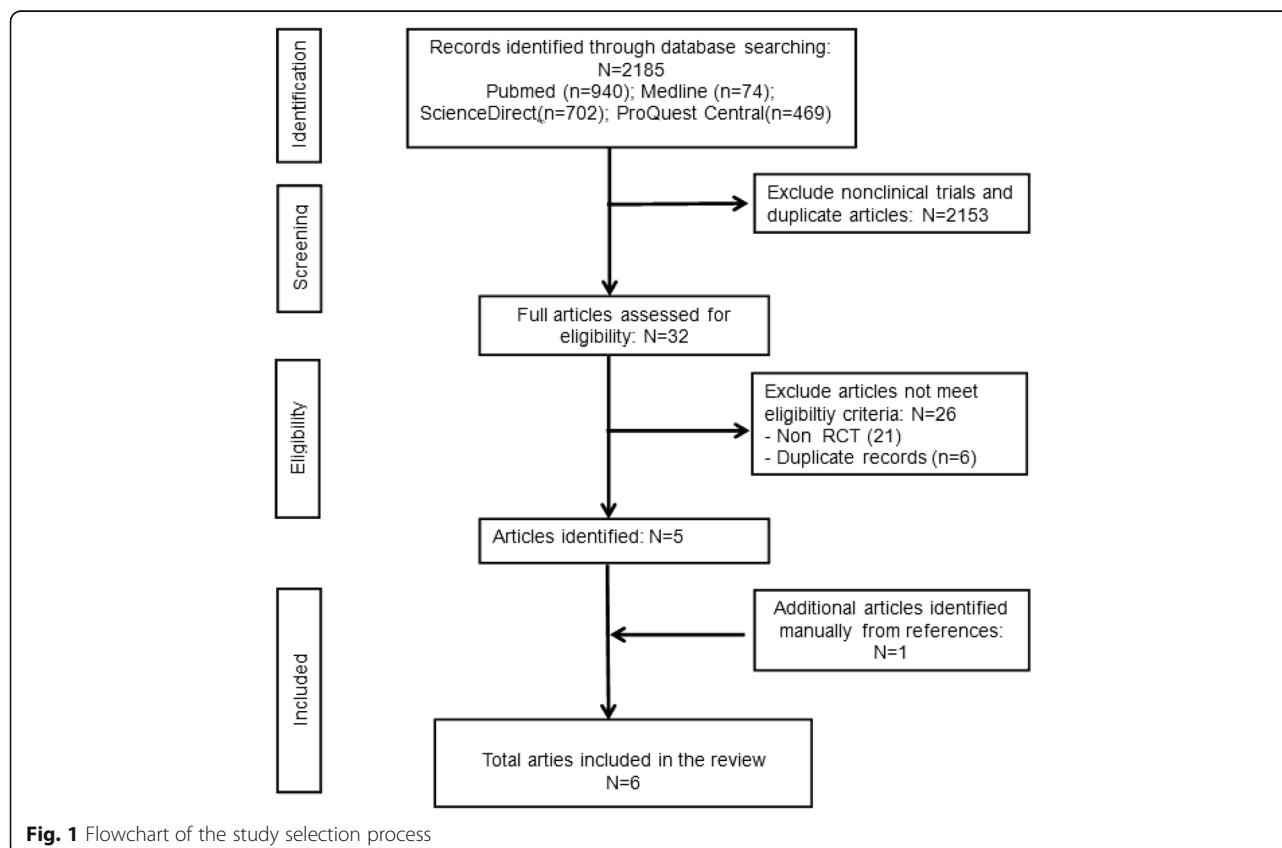 Identification
Records identified through database searching:
N=2185
Pubmed (n=940); Medline (n=74);
ScienceDirect(n=702); ProQuest Central(n=469)
Screening
Exclude nonclinical trials and
duplicate articles: N=2153
Full articles assessed for
eligibility: N=32
Eligibility
Exclude articles not meet
eligibiltiy criteria: N=26
- Non RCT (21)
- Duplicate records (n=6)
Articles identified: N=5
Included
Additional articles identified
manually from references:
N=1
Total arties included in the review
N=6
Fig. 1 Flowchart of the study selection process